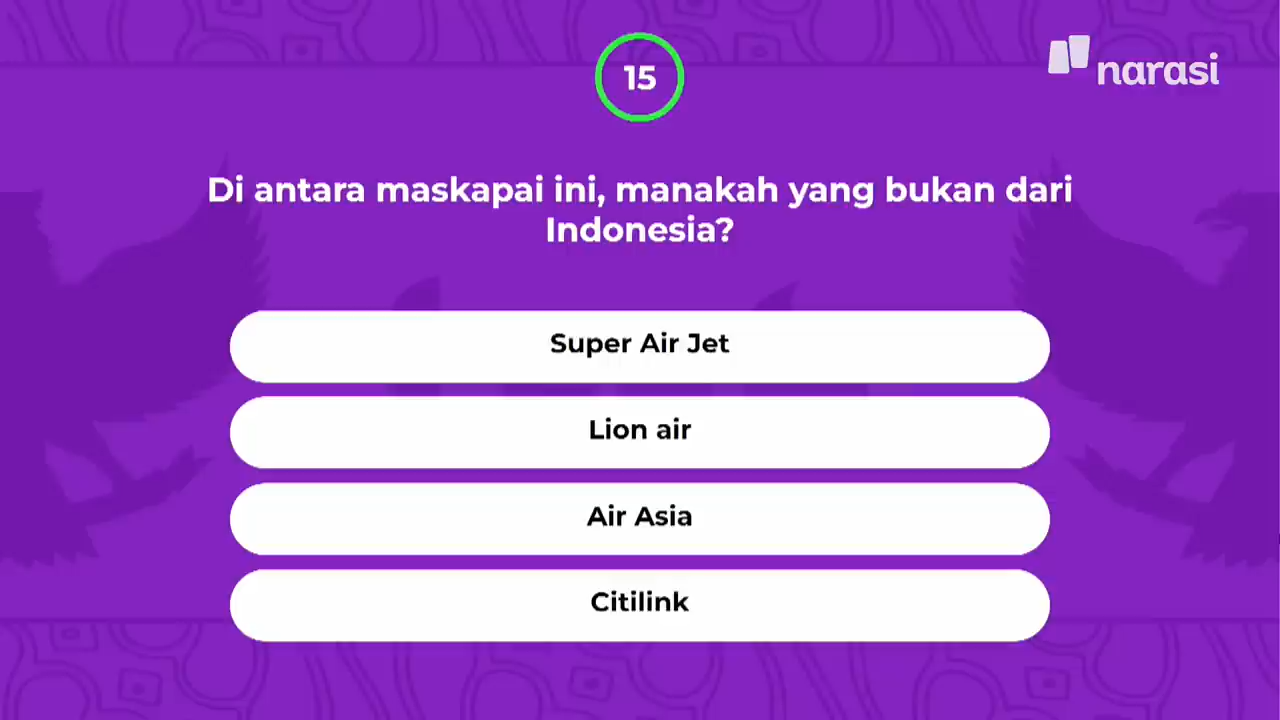 15
narasi
Di antara maskapai ini, manakah yang bukan dari
Indonesia?
Super Air Jet
Lion air
Air Asia
Citilink